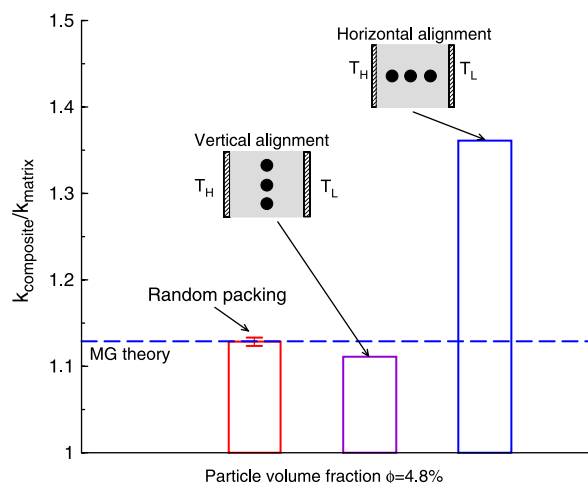 1.5
1.4
1.3
1.2
1.1
1
k_composite/k_matrix
Horizontal alignment
T_H
T_L
Vertical alignment
T_H
T_L
Random packing
MG theory
Particle volume fraction ϕ=4.8%